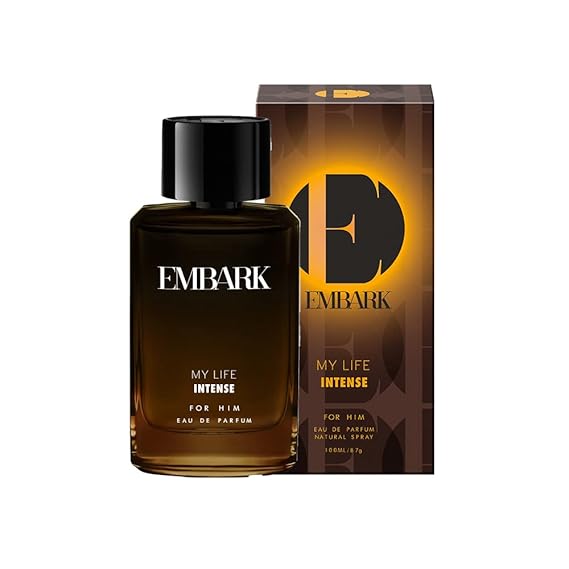 EMBARK
MY LIFE
INTENSE
FOR HIM
EAU DE PARFUM
E
E
EMBARK
MY LIFE
INTENSE
FOR HIM
EAU DE PARFUM
NATURAL SPRAY
100ML/87g